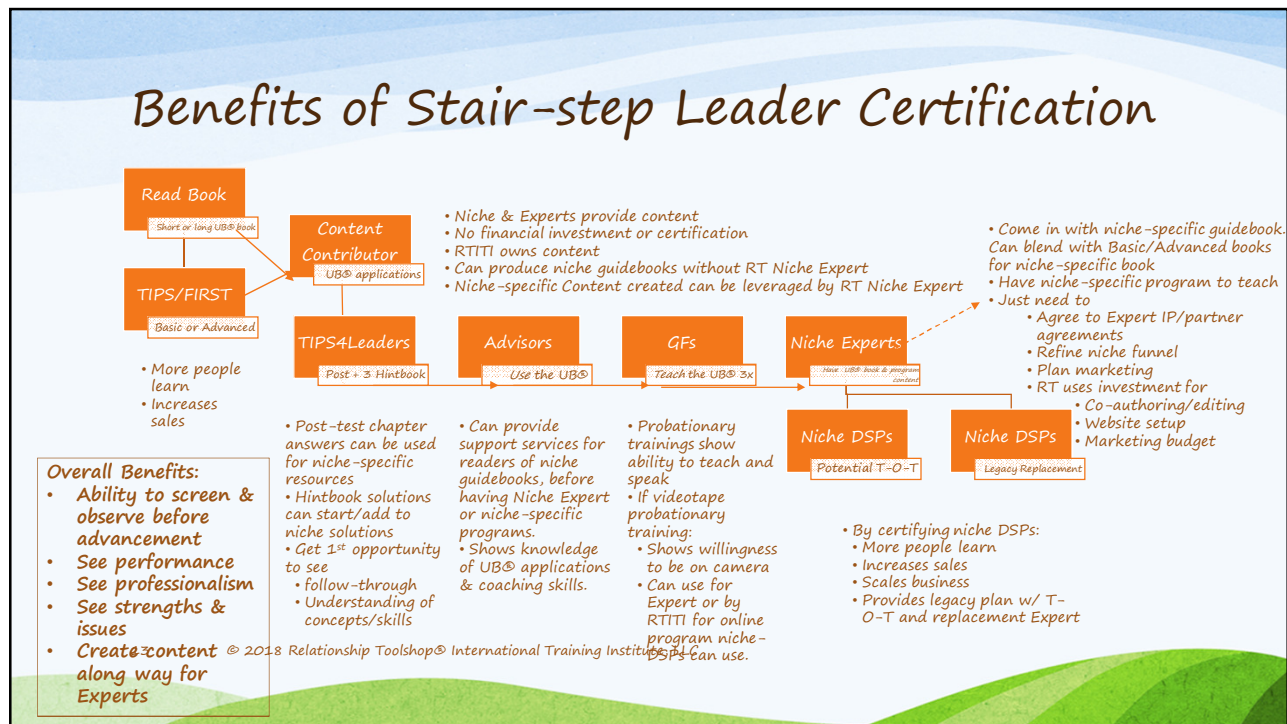 Benefits of Stair-step Leader Certification
Read Book
Short or long UB® book
TIPS/FIRST
Basic or Advanced
• More people
learn
• Increases
sales
Content
Contributor
UB® applications
• Niche & Experts provide content
• No financial investment or certification
• RTITI owns content
• Can produce niche guidebooks without RT Niche Expert
• Niche-specific Content created can be leveraged by RT Niche Expert
• Come in with niche-specific guidebook.
Can blend with Basic/Advanced books
for niche-specific book
• Have niche-specific program to teach
• Just need to
• Agree to Expert IP/partner
agreements
• Refine niche funnel
• Plan marketing
• RT uses investment for
• Co-authoring/editing
• Website setup
• Marketing budget
TIPS4Leaders
Post + 3 Hintbook
Advisors
Use the UB®
GFs
Teach the UB® 3x
Niche Experts
Have UB® book & program
content
Niche DSPs
Potential T-O-T
Niche DSPs
Legacy Replacement
• Post-test chapter
answers can be used
for niche-specific
resources
• Hintbook solutions
can start/add to
niche solutions
• Get 1st opportunity
to see
• follow-through
• Understanding of
concepts/skills
• Can provide
support services for
readers of niche
guidebooks, before
having Niche Expert
or niche-specific
programs.
• Shows knowledge
of UB® applications
& coaching skills.
• Probationary
trainings show
ability to teach and
speak
• If videotape
probationary
training:
• Shows willingness
to be on camera
• Can use for
Expert or by
RTITI for online
program niche-
DSPs can use.
• By certifying niche DSPs:
• More people learn
• Increases sales
• Scales business
• Provides legacy plan w/ T-
O-T and replacement Expert
Overall Benefits:
• Ability to screen &
observe before
advancement
• See performance
• See professionalism
• See strengths &
issues
• Create content
along way for
Experts
© 2018 Relationship Toolshop® International Training Institute, LLC